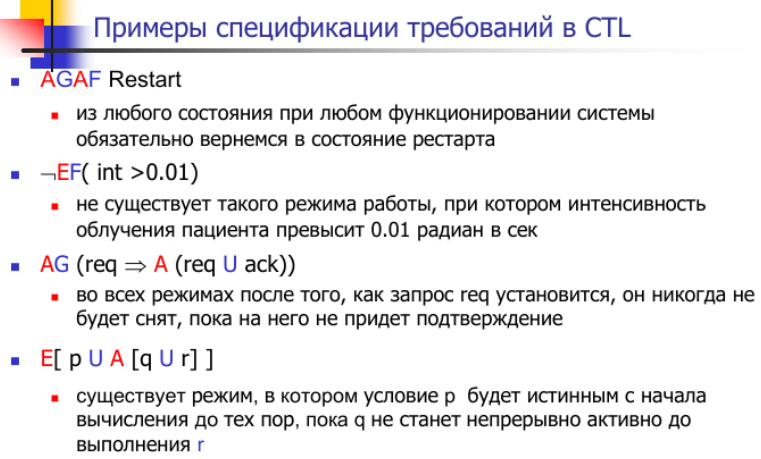 Примеры спецификации требований в CTL
AGAF Restart
из любого состояния при любом функционировании системы
обязательно вернемся в состояние рестарта
¬EF( int >0.01)
не существует такого режима работы, при котором интенсивность
облучения пациента превысит 0.01 радиан в сек
AG (req ⇒ A (req U ack))
во всех режимах после того, как запрос req установится, он никогда не
будет снят, пока на него не придет подтверждение
E[ p U A [q U r] ]
существует режим, в котором условие p будет истинным с начала
вычисления до тех пор, пока q не станет непрерывно активно до
выполнения r